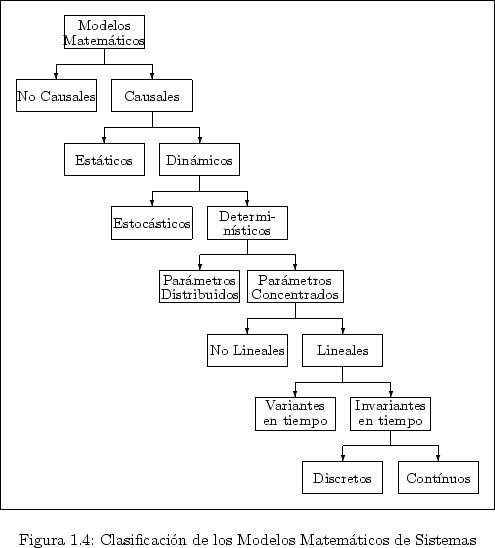 Modelos
Matemáticos
No Causales
Causales
Estáticos
Dinámicos
Estocásticos
Determi-
nísticos
Parámetros
Distribuidos
Parámetros
Concentrados
No Lineales
Lineales
Variantes
en tiempo
Invariantes
en tiempo
Discretos
Contínuos
Figura 1.4: Clasificación de los Modelos Matemáticos de Sistemas